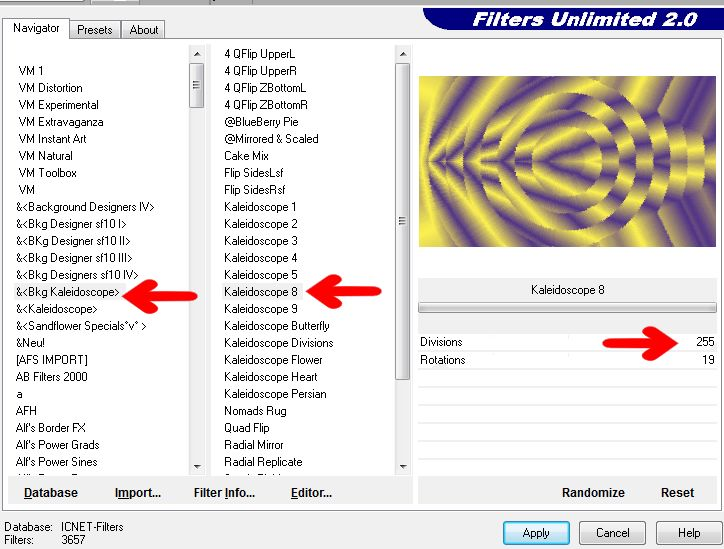 Filters Unlimited 2.0
Navigator Presets About
VM 1
VM Distortion
VM Experimental
VM Extravaganza
VM Instant Art
VM Natural
VM Toolbox
VM
&<Background Designers IV>
&<BKg Designer sf10 I>
&<BKg Designer sf10 II>
&<BKg Designer sf10 III>
&<BKg Designers sf10 IV>
&<Bkg Kaleidoscope>
&<Kaleidoscope>
&<Sandflower Specials°v° >
&Neu!
[AFS IMPORT]
AB Filters 2000
a
AFH
Alf's Border FX
Alf's Power Grads
Alf's Power Sines
4 QFlip UpperL
4 QFlip UpperR
4 QFlip ZBottomL
4 QFlip ZBottomR
@BlueBerry Pie
@Mirrored & Scaled
Cake Mix
Flip SidesLsf
Flip SidesRsf
Kaleidoscope 1
Kaleidoscope 2
Kaleidoscope 3
Kaleidoscope 4
Kaleidoscope 5
Kaleidoscope 8
Kaleidoscope 9
Kaleidoscope Butterfly
Kaleidoscope Divisions
Kaleidoscope Flower
Kaleidoscope Heart
Kaleidoscope Persian
Nomads Rug
Quad Flip
Radial Mirror
Radial Replicate
Kaleidoscope 8
Divisions 255
Rotations 19
Database Import... Filter Info... Editor... Randomize Reset
Database: ICNET-Filters
Filters: 3657
Apply Cancel Help